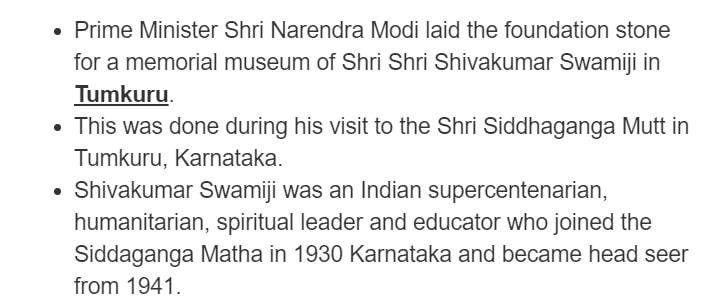 Prime Minister Shri Narendra Modi laid the foundation stone
for a memorial museum of Shri Shri Shivakumar Swamiji in
Tumkuru.
This was done during his visit to the Shri Siddhaganga Mutt in
Tumkuru, Karnataka.
Shivakumar Swamiji was an Indian supercentenarian,
humanitarian, spiritual leader and educator who joined the
Siddaganga Matha in 1930 Karnataka and became head seer
from 1941.